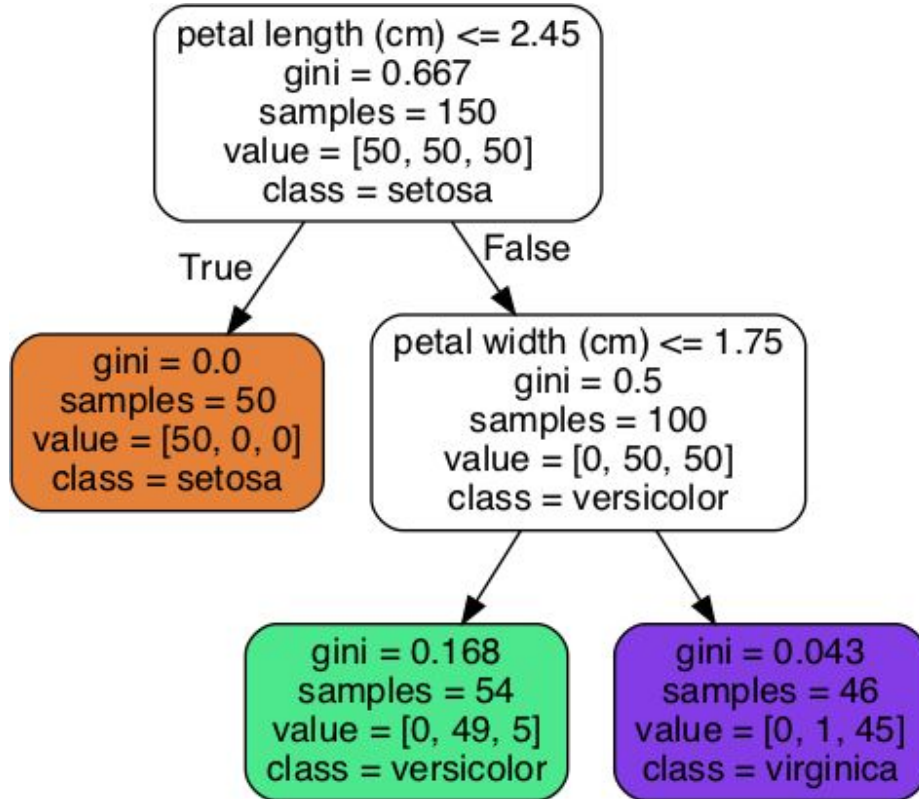 petal length (cm) <= 2.45
gini = 0.667
samples = 150
value = [50, 50, 50]
class = setosa
True
False
gini = 0.0
samples = 50
value = [50, 0, 0]
class = setosa
petal width (cm) <= 1.75
gini = 0.5
samples = 100
value = [0, 50, 50]
class = versicolor
gini = 0.168
samples = 54
value = [0, 49, 5]
class = versicolor
gini = 0.043
samples = 46
value = [0, 1, 45]
class = virginica